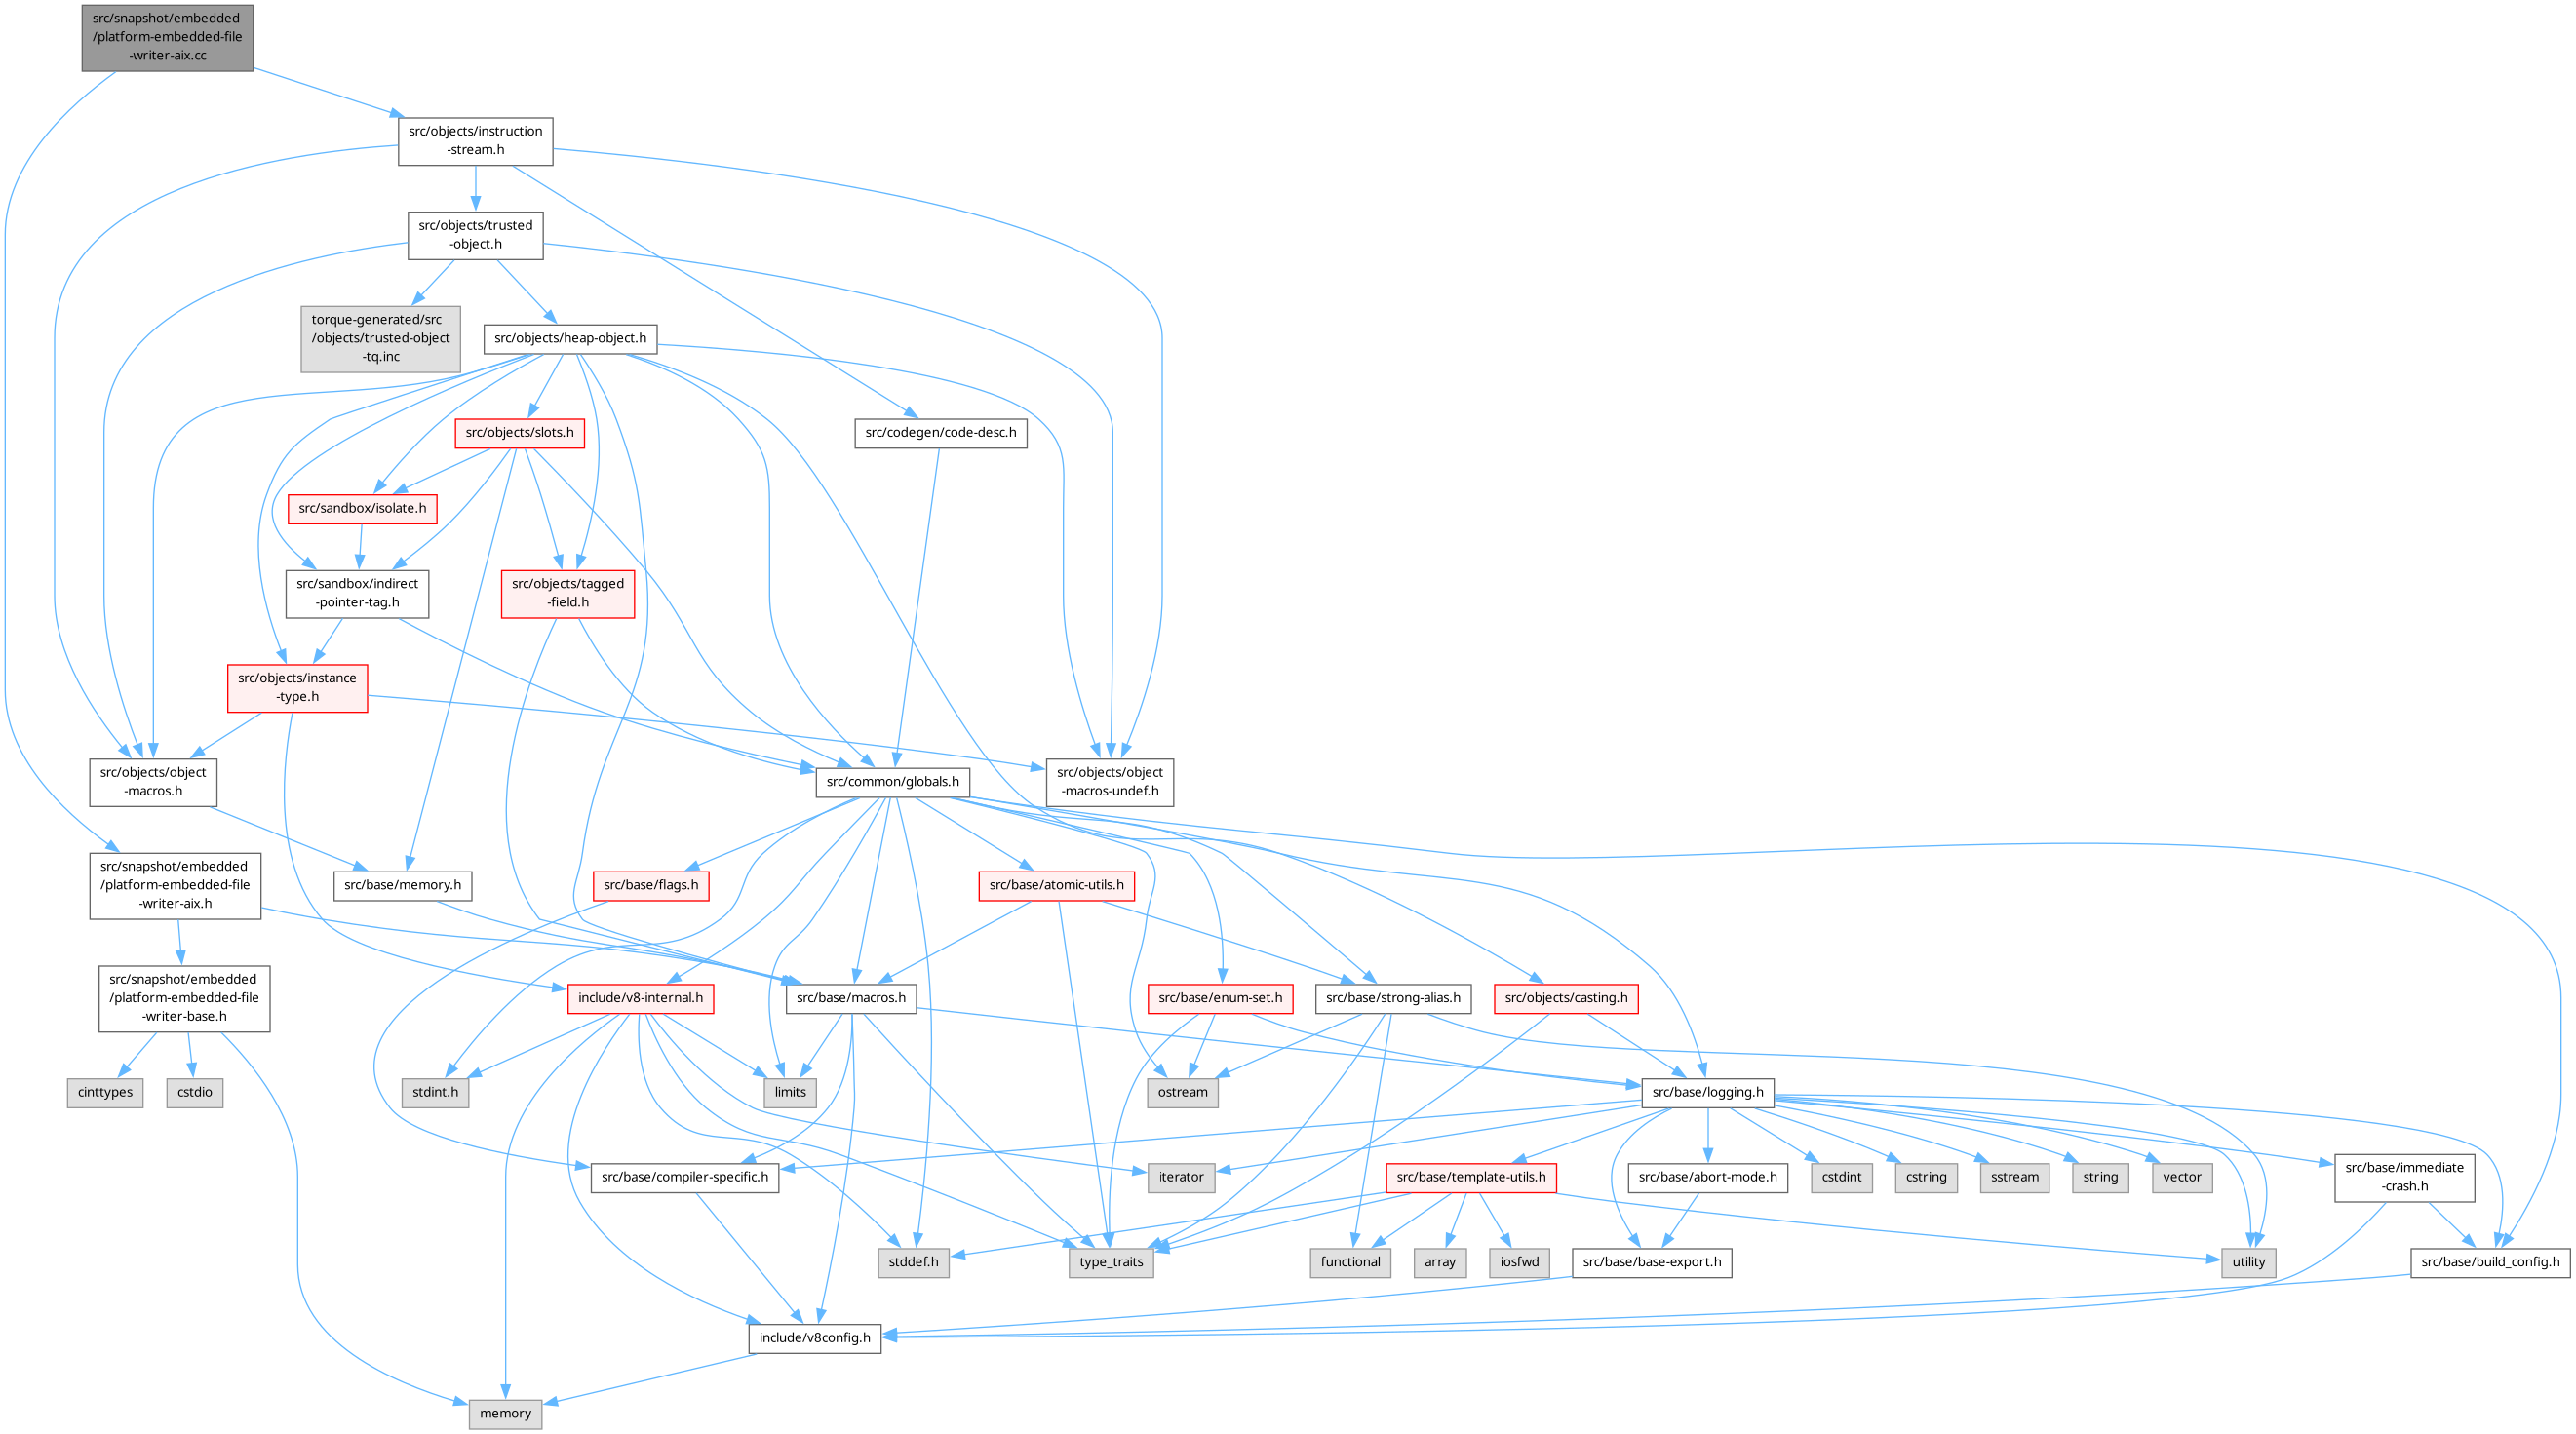 src/snapshot/embedded
/platform-embedded-file
-writer-aix.cc
src/objects/instruction
-stream.h
src/objects/trusted
-object.h
torque-generated/src
/objects/trusted-object
-tq.inc
src/objects/heap-object.h
src/objects/slots.h
src/codegen/code-desc.h
src/sandbox/isolate.h
src/sandbox/indirect
-pointer-tag.h
src/objects/tagged
-field.h
src/objects/instance
-type.h
src/objects/object
-macros.h
src/common/globals.h
src/objects/object
-macros-undef.h
src/snapshot/embedded
/platform-embedded-file
-writer-aix.h
src/base/memory.h
src/base/flags.h
src/base/atomic-utils.h
src/snapshot/embedded
/platform-embedded-file
-writer-base.h
include/v8-internal.h
src/base/macros.h
src/base/enum-set.h
src/base/strong-alias.h
src/objects/casting.h
cinttypes
cstdio
stdint.h
limits
ostream
src/base/logging.h
src/base/compiler-specific.h
iterator
src/base/template-utils.h
src/base/abort-mode.h
cstdint
cstring
sstream
string
vector
src/base/immediate
-crash.h
stddef.h
type_traits
functional
array
iosfwd
src/base/base-export.h
utility
src/base/build_config.h
include/v8config.h
memory